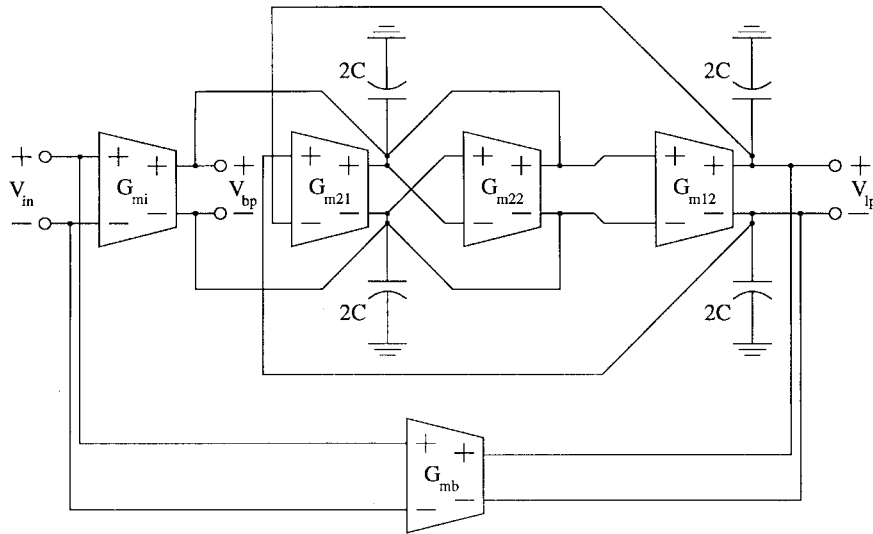 2C 2C
+ + + + + + + + + +
V_in G_mi V_bp G_m21 G_m22 G_m12 V_lp
− − − − − − − − − −
2C 2C
+ +
G_mb
− −